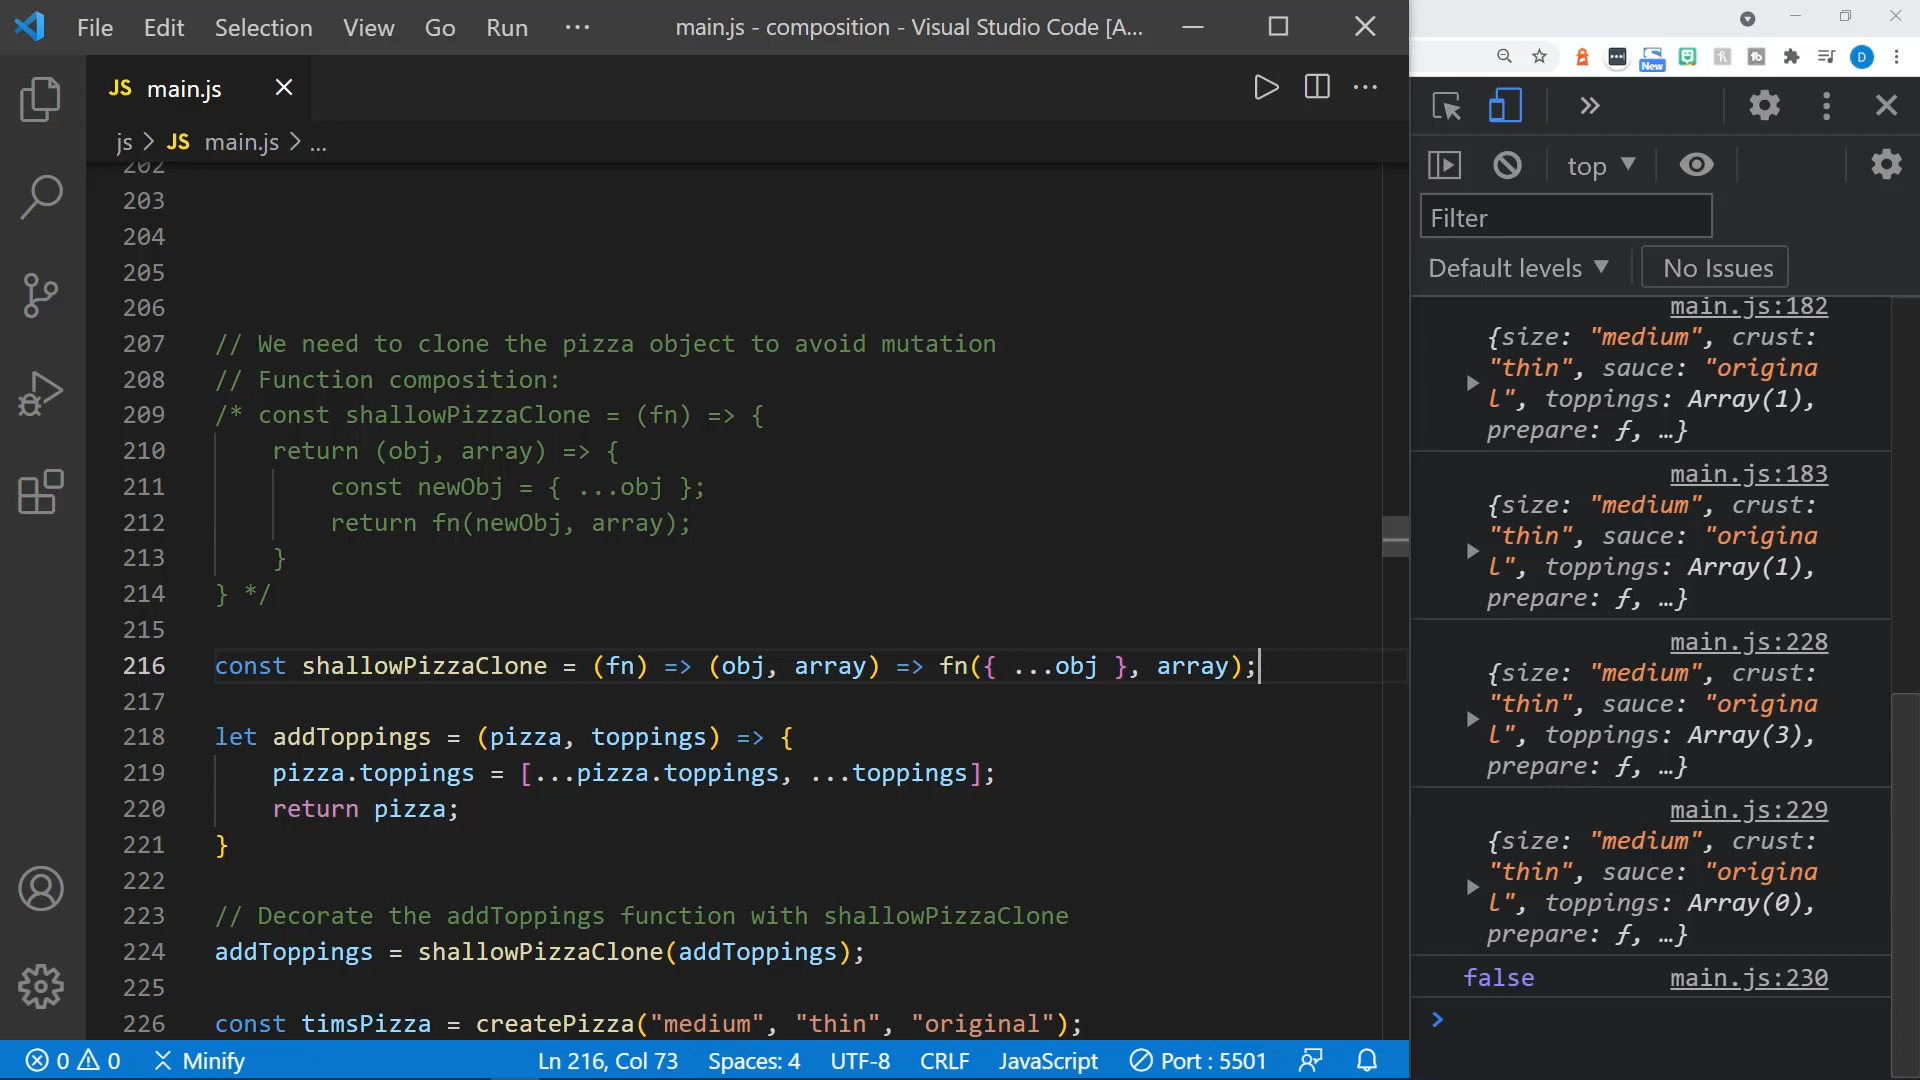 File Edit Selection View Go Run ... main.js - composition - Visual Studio Code [A...
JS main.js
js > JS main.js > ...
202
203
204
205
206
207 // We need to clone the pizza object to avoid mutation
208 // Function composition:
209 /* const shallowPizzaClone = (fn) => {
210 return (obj, array) => {
211 const newObj = { ...obj };
212 return fn(newObj, array);
213 }
214 } */
215
216 const shallowPizzaClone = (fn) => (obj, array) => fn({ ...obj }, array);
217
218 let addToppings = (pizza, toppings) => {
219 pizza.toppings = [...pizza.toppings, ...toppings];
220 return pizza;
221 }
222
223 // Decorate the addToppings function with shallowPizzaClone
224 addToppings = shallowPizzaClone(addToppings);
225
226 const timsPizza = createPizza("medium", "thin", "original");
0 0 Minify Ln 216, Col 73 Spaces: 4 UTF-8 CRLF JavaScript Port : 5501
New
D
top
Filter
Default levels No Issues
main.js:182
{size: "medium", crust:
"thin", sauce: "origina
l", toppings: Array(1),
prepare: ƒ, …}
main.js:183
{size: "medium", crust:
"thin", sauce: "origina
l", toppings: Array(1),
prepare: ƒ, …}
main.js:228
{size: "medium", crust:
"thin", sauce: "origina
l", toppings: Array(3),
prepare: ƒ, …}
main.js:229
{size: "medium", crust:
"thin", sauce: "origina
l", toppings: Array(0),
prepare: ƒ, …}
false main.js:230
>